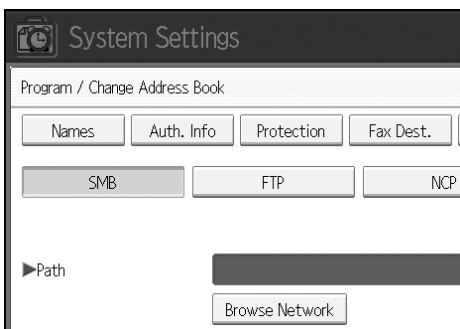 System Settings
Program / Change Address Book
Names Auth. Info Protection Fax Dest.
SMB FTP NCP
▶Path
Browse Network